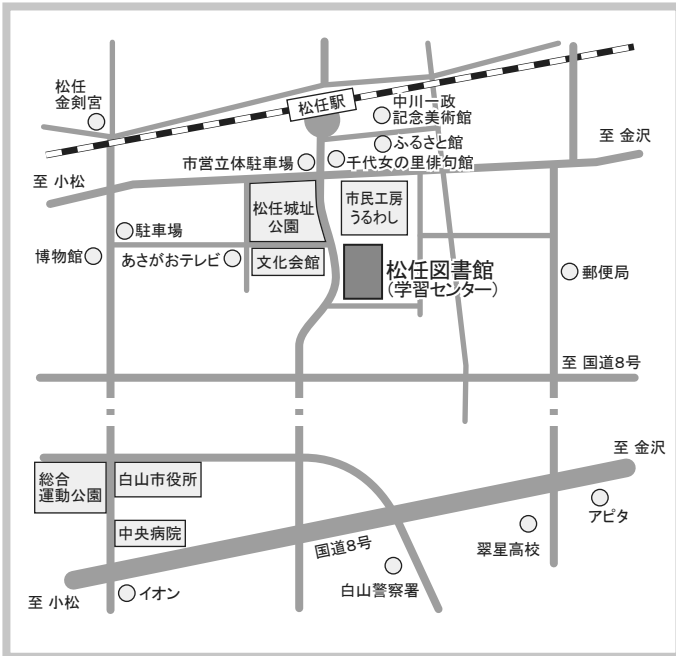 松任
金剣宮
松任駅
中川一政
記念美術館
ふるさと館
至 金沢
市営立体駐車場
千代女の里俳句館
至 小松
松任城址
公園
市民工房
うるわし
駐車場
博物館
あさがおテレビ
文化会館
松任図書館
（学習センター）
郵便局
至 国道8号
至 金沢
総合
運動公園
白山市役所
アピタ
中央病院
国道8号
翠星高校
白山警察署
至 小松
イオン